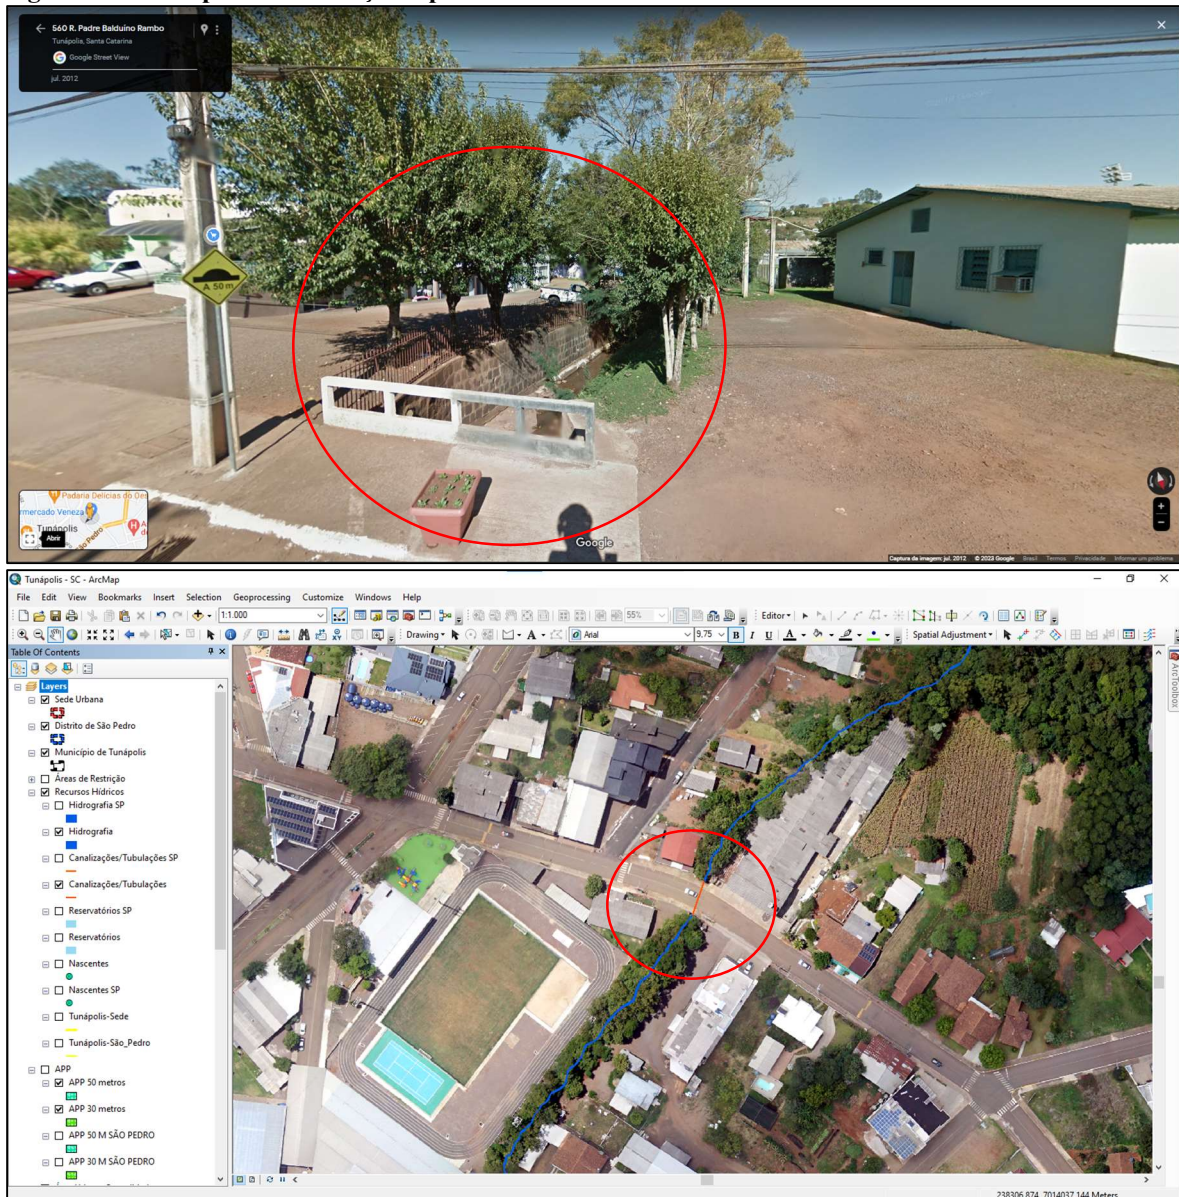 560 R. Padre Balduíno Rambo
Tunápolis, Santa Catarina
Google Street View
jul. 2012
A 50 m
Padaria Delícias do Oes
rmercado Veneza
Tunápolis
Abrir
Google
Captura da imagem: jul. 2012 © 2023 Google Brasil Termos Privacidade Informar um problema
Tunápolis - SC - ArcMap
File Edit View Bookmarks Insert Selection Geoprocessing Customize Windows Help
1:1.000
55%
Editor
Drawing
Arial
9,75
B I U A
Spatial Adjustment
Table Of Contents
ArcToolbox
Layers
Sede Urbana
Distrito de São Pedro
Município de Tunápolis
Áreas de Restrição
Recursos Hídricos
Hidrografia SP
Hidrografia
Canalizações/Tubulações SP
Canalizações/Tubulações
Reservatórios SP
Reservatórios
Nascentes
Nascentes SP
Tunápolis-Sede
Tunápolis-São_Pedro
APP
APP 50 metros
APP 30 metros
APP 50 M SÃO PEDRO
APP 30 M SÃO PEDRO
238306,874 7014037,144 Meters